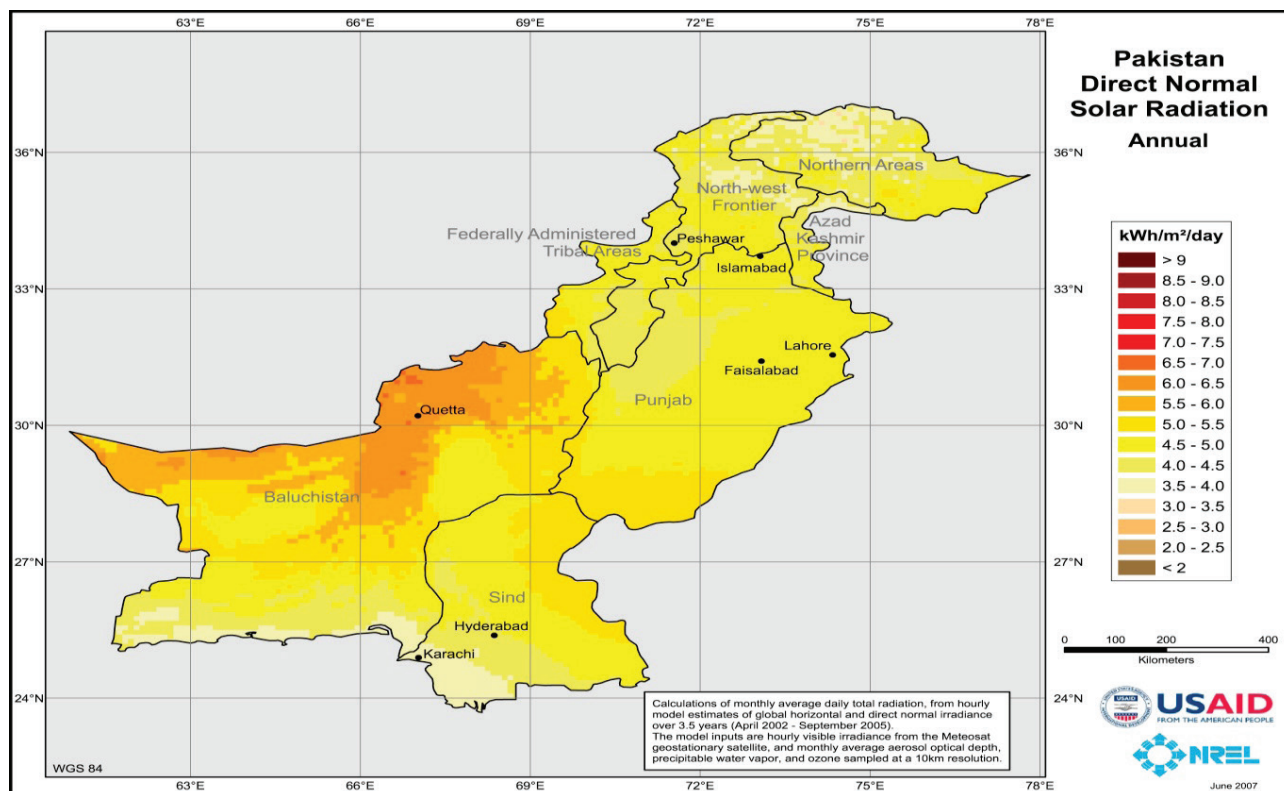 63°E 66°E 69°E 72°E 75°E 78°E
Pakistan
Direct Normal
Solar Radiation
Annual
36°N 36°N
Northern Areas
North-west
Frontier
Azad
Kashmir
Province
Federally Administered
Tribal Areas
Peshawar
Islamabad
33°N 33°N
Lahore
Faisalabad
Punjab
Quetta
30°N 30°N
Baluchistan
27°N 27°N
Sind
Hyderabad
Karachi
24°N 24°N
kWh/m²/day
> 9
8.5 - 9.0
8.0 - 8.5
7.5 - 8.0
7.0 - 7.5
6.5 - 7.0
6.0 - 6.5
5.5 - 6.0
5.0 - 5.5
4.5 - 5.0
4.0 - 4.5
3.5 - 4.0
3.0 - 3.5
2.5 - 3.0
2.0 - 2.5
< 2
0 100 200 400
Kilometers
Calculations of monthly average daily total radiation, from hourly
model estimates of global horizontal and direct normal irradiance
over 3.5 years (April 2002 - September 2005).
The model inputs are hourly visible irradiance from the Meteosat
geostationary satellite, and monthly average aerosol optical depth,
precipitable water vapor, and ozone sampled at a 10km resolution.
USAID
FROM THE AMERICAN PEOPLE
NREL
June 2007
WGS 84
63°E 66°E 69°E 72°E 75°E 78°E